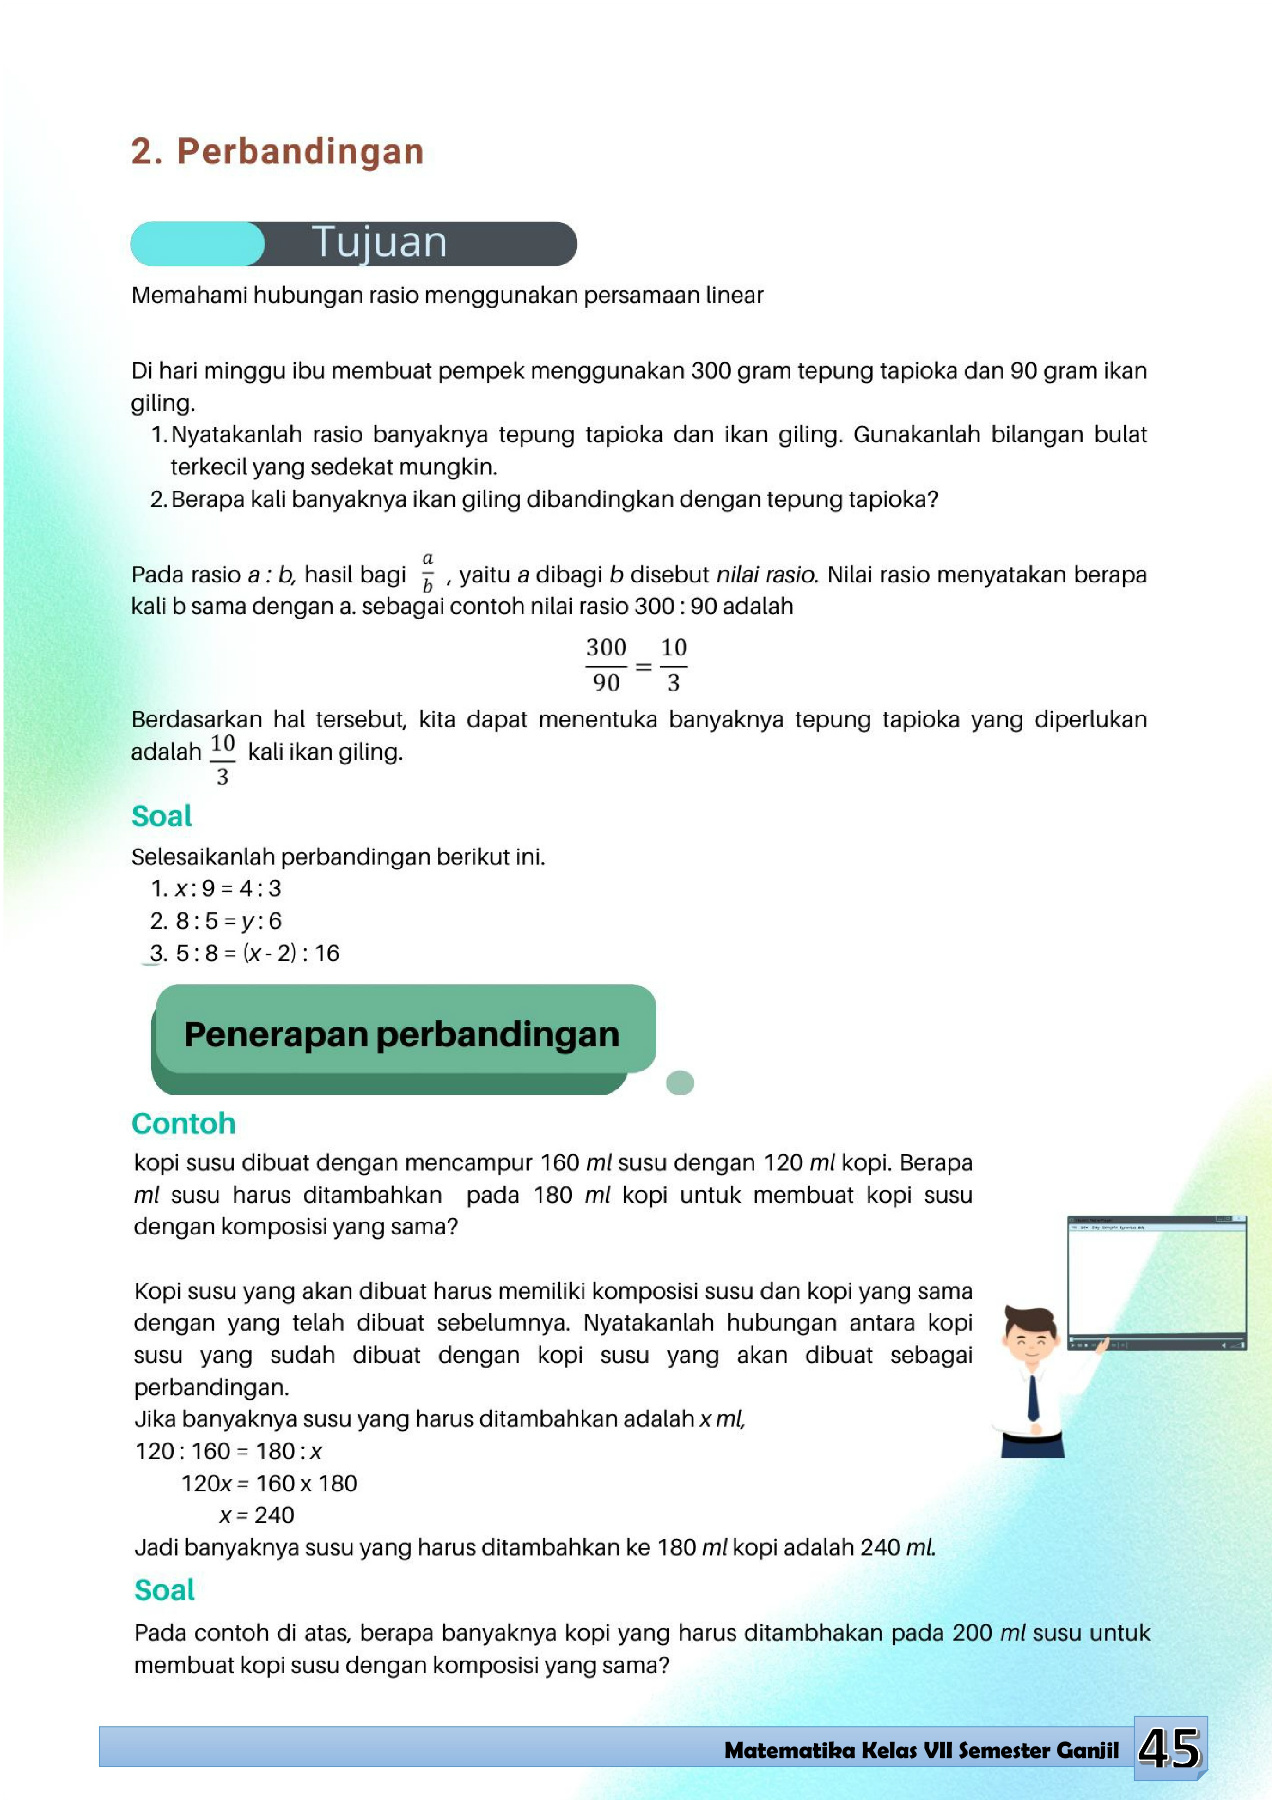 2. Perbandingan
Tujuan
Memahami hubungan rasio menggunakan persamaan linear
Di hari minggu ibu membuat pempek menggunakan 300 gram tepung tapioka dan 90 gram ikan
giling.
1. Nyatakanlah rasio banyaknya tepung tapioka dan ikan giling. Gunakanlah bilangan bulat
terkecil yang sedekat mungkin.
2. Berapa kali banyaknya ikan giling dibandingkan dengan tepung tapioka?
Pada rasio a : b, hasil bagi a/b , yaitu a dibagi b disebut nilai rasio. Nilai rasio menyatakan berapa
kali b sama dengan a. sebagai contoh nilai rasio 300 : 90 adalah
300/90 = 10/3
Berdasarkan hal tersebut, kita dapat menentuka banyaknya tepung tapioka yang diperlukan
adalah 10/3 kali ikan giling.
Soal
Selesaikanlah perbandingan berikut ini.
1. x : 9 = 4 : 3
2. 8 : 5 = y : 6
3. 5 : 8 = (x - 2) : 16
Penerapan perbandingan
Contoh
kopi susu dibuat dengan mencampur 160 ml susu dengan 120 ml kopi. Berapa
ml susu harus ditambahkan pada 180 ml kopi untuk membuat kopi susu
dengan komposisi yang sama?
Kopi susu yang akan dibuat harus memiliki komposisi susu dan kopi yang sama
dengan yang telah dibuat sebelumnya. Nyatakanlah hubungan antara kopi
susu yang sudah dibuat dengan kopi susu yang akan dibuat sebagai
perbandingan.
Jika banyaknya susu yang harus ditambahkan adalah x ml,
120 : 160 = 180 : x
120x = 160 x 180
x = 240
Jadi banyaknya susu yang harus ditambahkan ke 180 ml kopi adalah 240 ml.
Soal
Pada contoh di atas, berapa banyaknya kopi yang harus ditambhakan pada 200 ml susu untuk
membuat kopi susu dengan komposisi yang sama?
Matematika Kelas VII Semester Ganjil 45